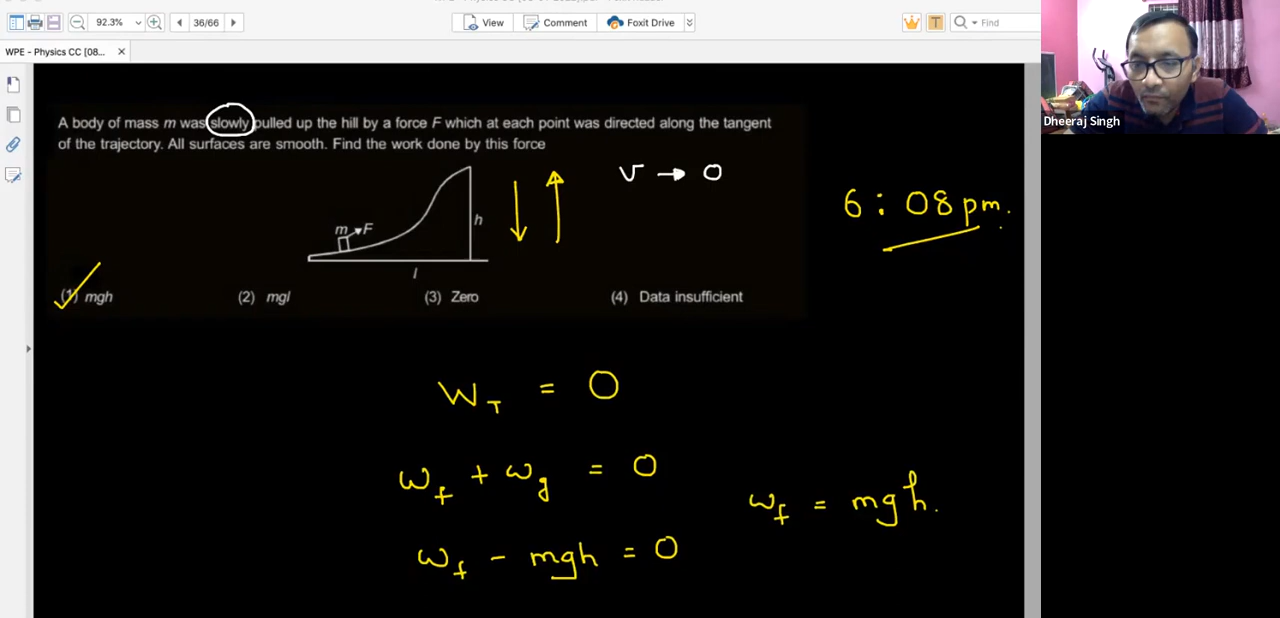 92.3%
36/66
View
Comment
Foxit Drive
Find
WPE - Physics CC [08...
Dheeraj Singh
A body of mass m was slowly pulled up the hill by a force F which at each point was directed along the tangent
of the trajectory. All surfaces are smooth. Find the work done by this force
v → 0
6 : 08 pm.
m F
h
l
(1) mgh (2) mgl (3) Zero (4) Data insufficient
W_T = 0
W_f + W_g = 0
W_f = mgh.
W_f - mgh = 0